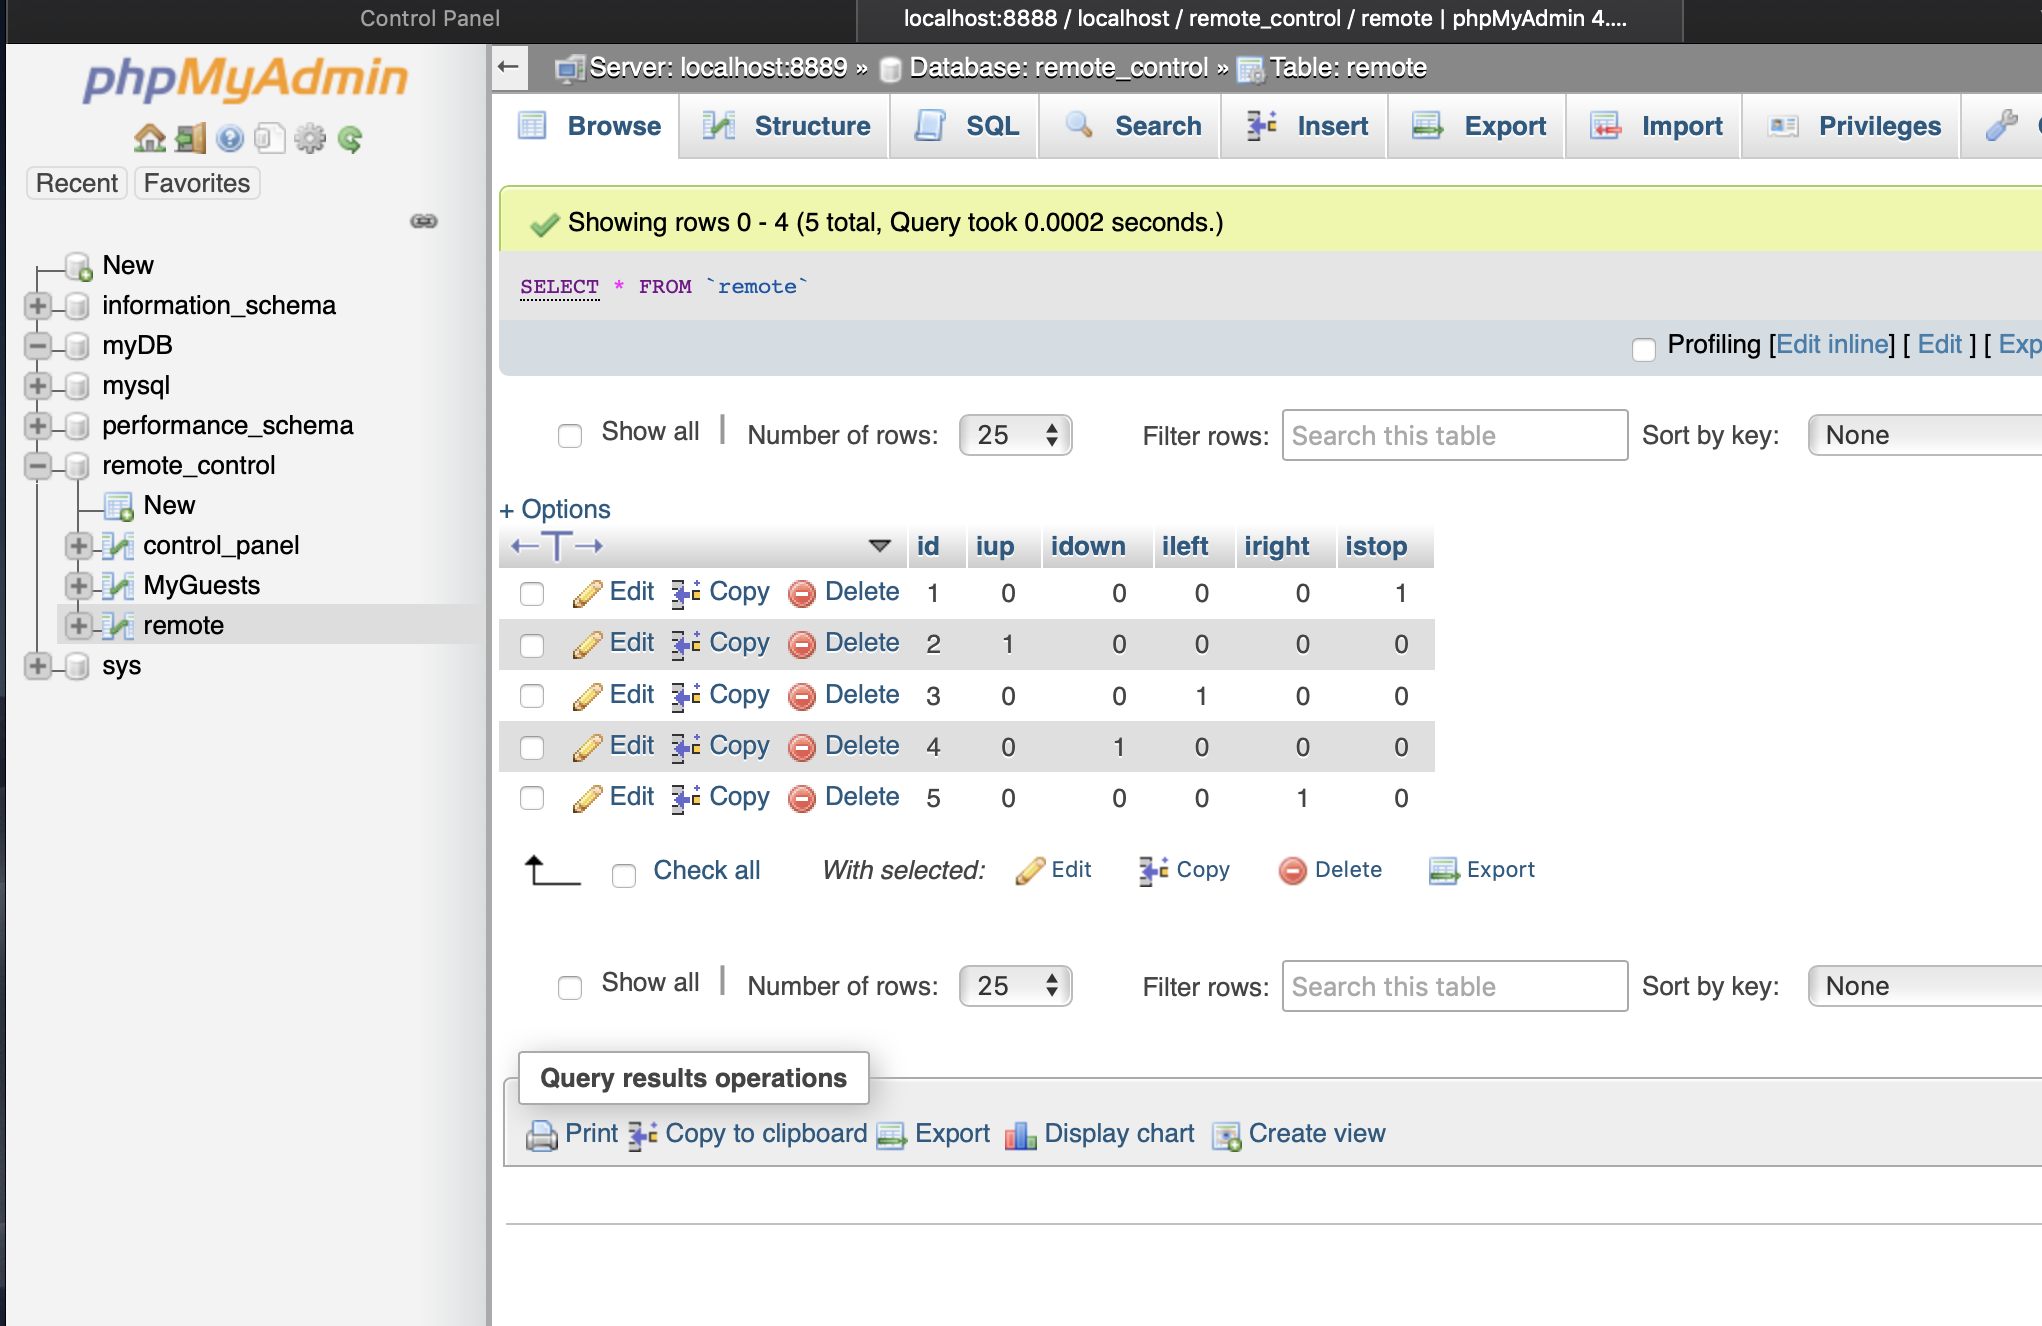 Control Panel
localhost:8888 / localhost / remote_control / remote | phpMyAdmin 4....
phpMyAdmin
Recent Favorites
New
information_schema
myDB
mysql
performance_schema
remote_control
New
control_panel
MyGuests
remote
sys
Server: localhost:8889 » Database: remote_control » Table: remote
Browse Structure SQL Search Insert Export Import Privileges
Showing rows 0 - 4 (5 total, Query took 0.0002 seconds.)
SELECT * FROM `remote`
Profiling [Edit inline] [ Edit ] [ Exp
Show all | Number of rows: 25 Filter rows: Search this table Sort by key: None
+ Options
←T→ id iup idown ileft iright istop
Edit Copy Delete 1 0 0 0 0 1
Edit Copy Delete 2 1 0 0 0 0
Edit Copy Delete 3 0 0 1 0 0
Edit Copy Delete 4 0 1 0 0 0
Edit Copy Delete 5 0 0 0 1 0
Check all With selected: Edit Copy Delete Export
Show all | Number of rows: 25 Filter rows: Search this table Sort by key: None
Query results operations
Print Copy to clipboard Export Display chart Create view